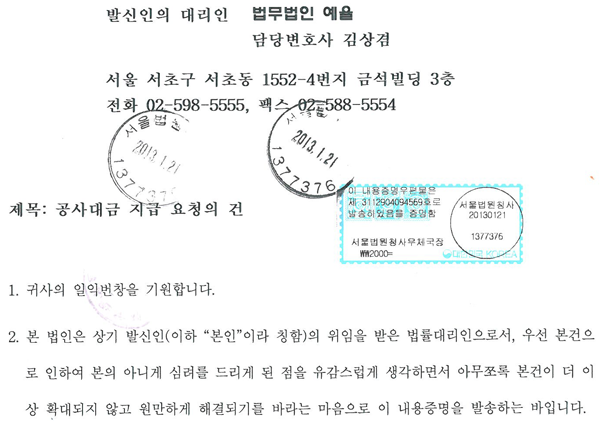 발신인의 대리인 법무법인 예율
담당변호사 김상겸
서울 서초구 서초동 1552-4번지 금석빌딩 3층
전화 02-598-5555, 팩스 02-588-5554
서울법원
2013.1.21
1377376
서울법
2013.1.21
1377376
제목: 공사대금 지급 요청의 건
이 내용증명우편물은
제 3112904094569호로
발송하였음을 증명함
서울법원청사우체국장
WW2000=
서울법원청사
20130121
1377376
1. 귀사의 일익번창을 기원합니다.
2. 본 법인은 상기 발신인(이하 “본인”이라 칭함)의 위임을 받은 법률대리인으로서, 우선 본건으
로 인하여 본의 아니게 심려를 드리게 된 점을 유감스럽게 생각하면서 아무쪼록 본건이 더 이
상 확대되지 않고 원만하게 해결되기를 바라는 마음으로 이 내용증명을 발송하는 바입니다.